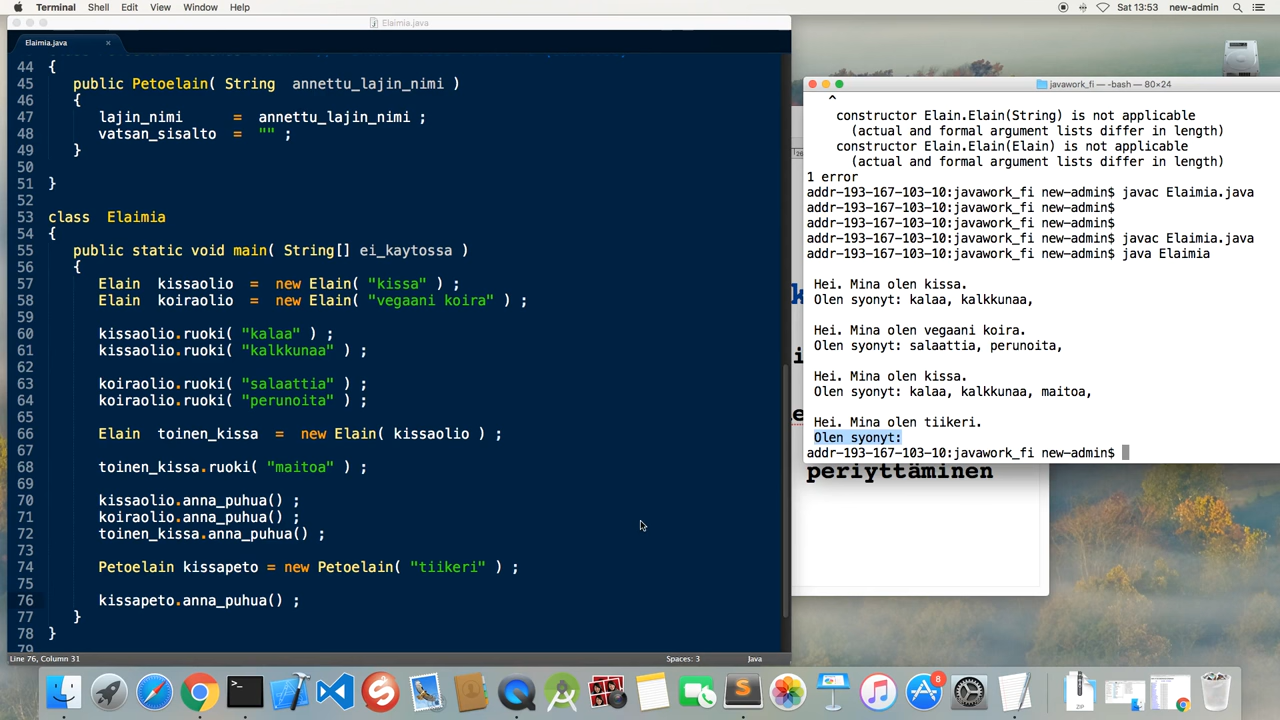 Terminal Shell Edit View Window Help
Sat 13:53 new-admin
Elaimia.java
Elaimia.java
44 {
45 public Petoelain( String annettu_lajin_nimi )
46 {
47 lajin_nimi = annettu_lajin_nimi ;
48 vatsan_sisalto = "" ;
49 }
50
51 }
52
53 class Elaimia
54 {
55 public static void main( String[] ei_kaytossa )
56 {
57 Elain kissaolio = new Elain( "kissa" ) ;
58 Elain koiraolio = new Elain( "vegaani koira" ) ;
59
60 kissaolio.ruoki( "kalaa" ) ;
61 kissaolio.ruoki( "kalkkunaa" ) ;
62
63 koiraolio.ruoki( "salaattia" ) ;
64 koiraolio.ruoki( "perunoita" ) ;
65
66 Elain toinen_kissa = new Elain( kissaolio ) ;
67
68 toinen_kissa.ruoki( "maitoa" ) ;
69
70 kissaolio.anna_puhua() ;
71 koiraolio.anna_puhua() ;
72 toinen_kissa.anna_puhua() ;
73
74 Petoelain kissapeto = new Petoelain( "tiikeri" ) ;
75
76 kissapeto.anna_puhua() ;
77 }
78 }
79
Line 76, Column 31
Spaces: 3 Java
javawork_fi — -bash — 80×24
^
constructor Elain.Elain(String) is not applicable
(actual and formal argument lists differ in length)
constructor Elain.Elain(Elain) is not applicable
(actual and formal argument lists differ in length)
1 error
addr-193-167-103-10:javawork_fi new-admin$ javac Elaimia.java
addr-193-167-103-10:javawork_fi new-admin$
addr-193-167-103-10:javawork_fi new-admin$
addr-193-167-103-10:javawork_fi new-admin$ javac Elaimia.java
addr-193-167-103-10:javawork_fi new-admin$ java Elaimia
Hei. Mina olen kissa.
Olen syonyt: kalaa, kalkkunaa,
Hei. Mina olen vegaani koira.
Olen syonyt: salaattia, perunoita,
Hei. Mina olen kissa.
Olen syonyt: kalaa, kalkkunaa, maitoa,
Hei. Mina olen tiikeri.
Olen syonyt:
addr-193-167-103-10:javawork_fi new-admin$
periyttäminen
8